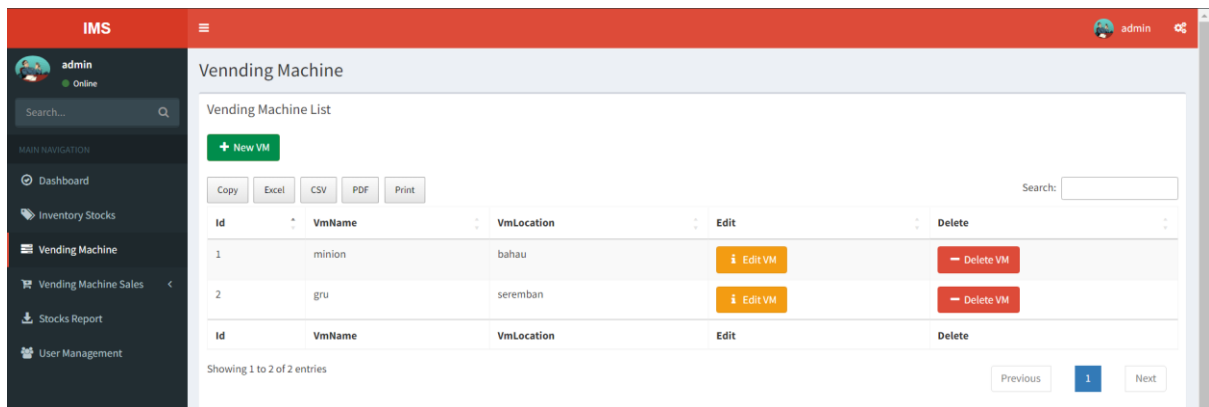 IMS
admin
admin
Online
Search...
MAIN NAVIGATION
Dashboard
Inventory Stocks
Vending Machine
Vending Machine Sales
Stocks Report
User Management
Vennding Machine
Vending Machine List
New VM
Copy Excel CSV PDF Print Search:
Id VmName VmLocation Edit Delete
1 minion bahau Edit VM Delete VM
2 gru seremban Edit VM Delete VM
Id VmName VmLocation Edit Delete
Showing 1 to 2 of 2 entries
Previous 1 Next